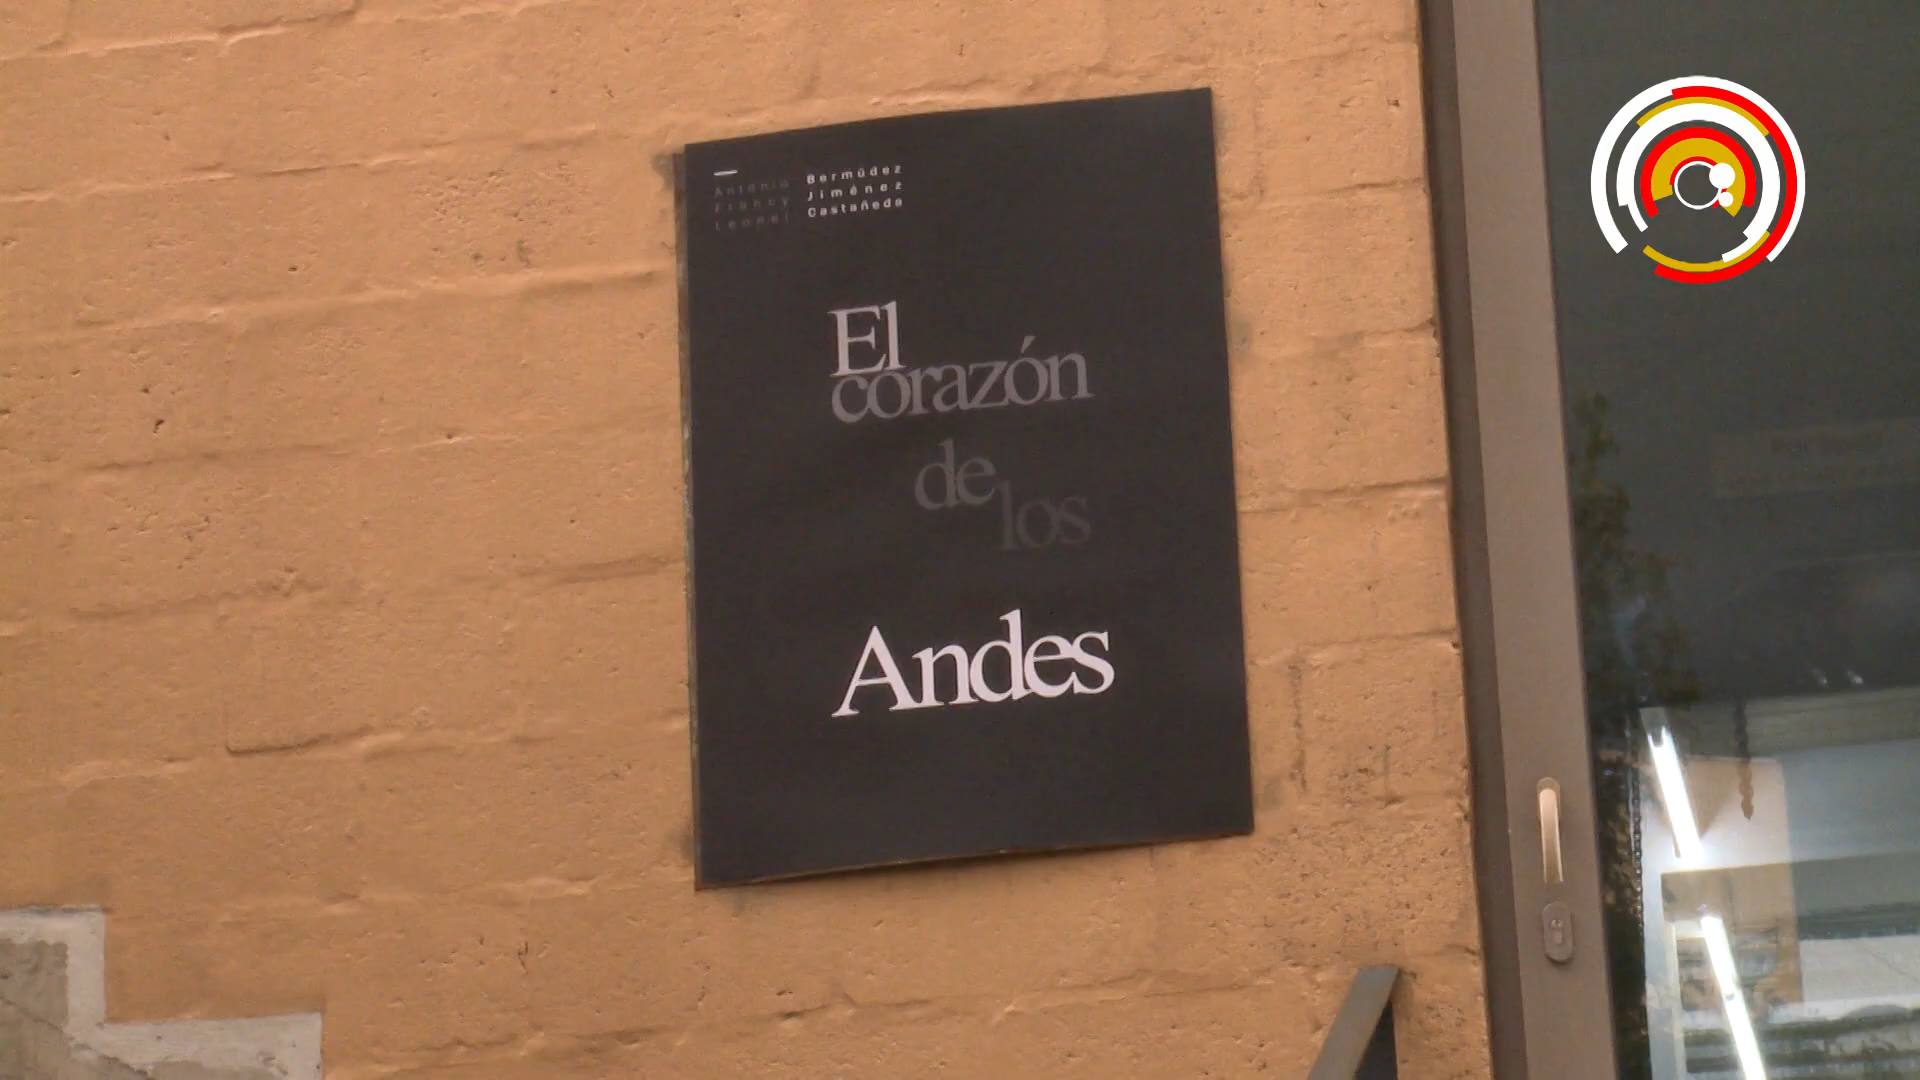 Antonio Bermúdez
Francy Jiménez
Leonel Castañeda
El
corazón
de
los
Andes